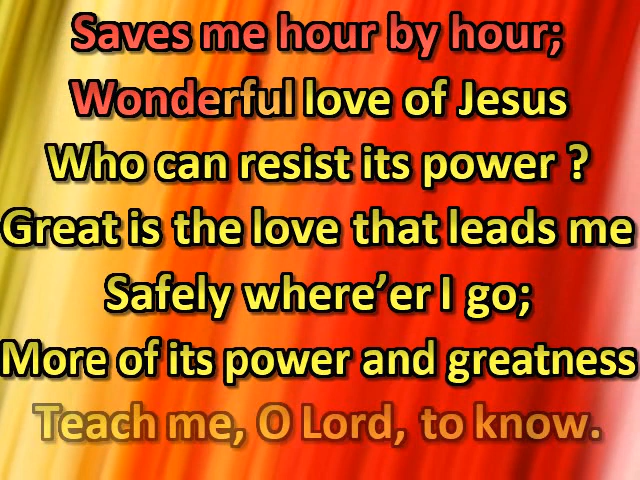 Saves me hour by hour;
Wonderful love of Jesus
Who can resist its power ?
Great is the love that leads me
Safely where’er I go;
More of its power and greatness
Teach me, O Lord, to know.